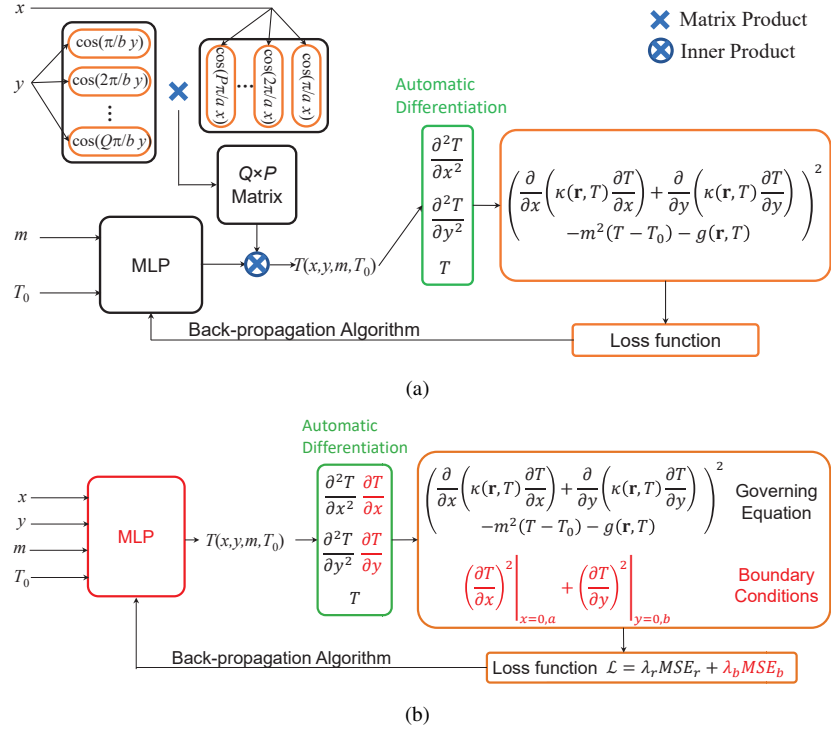 x
Matrix Product
Inner Product
y
cos(π/b y)
cos(2π/b y)
⋮
cos(Qπ/b y)
cos(Pπ/a x)
···
cos(2π/a x)
cos(π/a x)
Automatic
Differentiation
Q×P
Matrix
∂²T/∂x²
∂²T/∂y²
T
(∂/∂x (κ(r, T) ∂T/∂x) + ∂/∂y (κ(r, T) ∂T/∂y)
−m²(T − T₀) − g(r, T))²
m
T₀
MLP
T(x,y,m,T₀)
Back-propagation Algorithm
Loss function
(a)
Automatic
Differentiation
x
y
m
T₀
MLP
T(x,y,m,T₀)
∂²T/∂x² ∂T/∂x
∂²T/∂y² ∂T/∂y
T
(∂/∂x (κ(r, T) ∂T/∂x) + ∂/∂y (κ(r, T) ∂T/∂y)
−m²(T − T₀) − g(r, T))²
Governing
Equation
(∂T/∂x)²|x=0,a + (∂T/∂y)²|y=0,b
Boundary
Conditions
Back-propagation Algorithm
Loss function ℒ = λᵣMSEᵣ + λ_b MSE_b
(b)